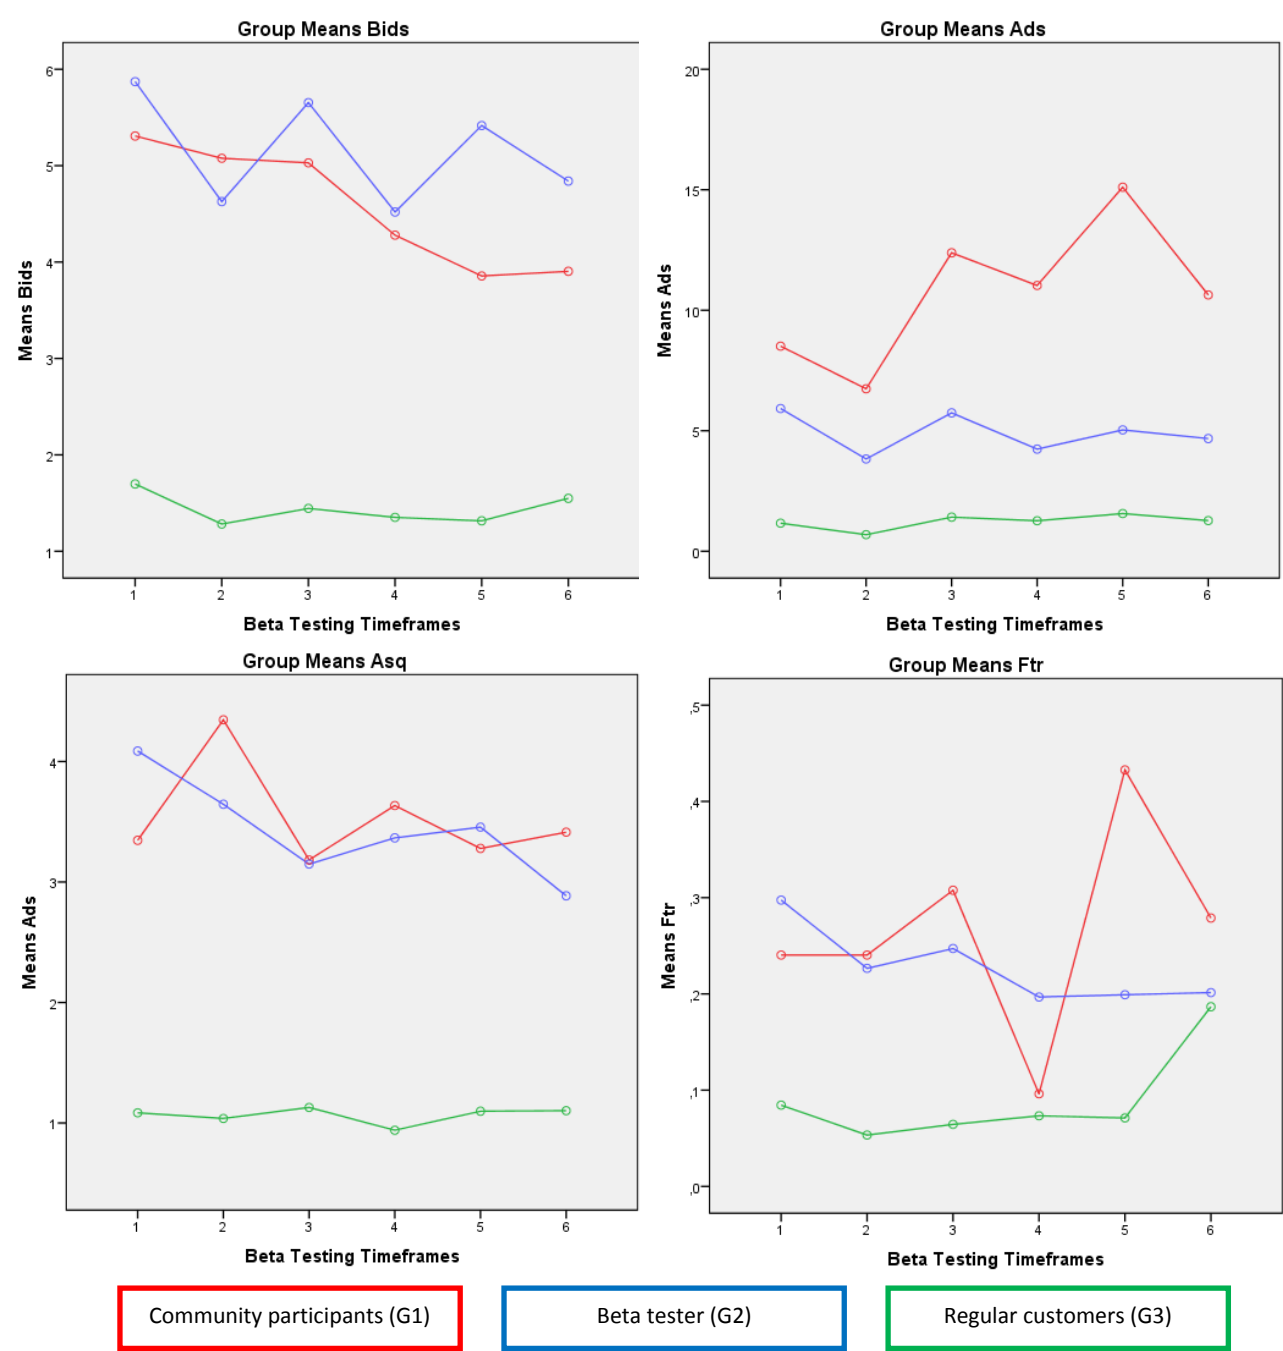 Group Means Bids
6
5
4
3
2
1
Means Bids
1 2 3 4 5 6
Beta Testing Timeframes
Group Means Ads
20
15
10
5
0
Means Ads
1 2 3 4 5 6
Beta Testing Timeframes
Group Means Asq
4
3
2
1
Means Ads
1 2 3 4 5 6
Beta Testing Timeframes
Group Means Ftr
,5
,4
,3
,2
,1
,0
Means Ftr
1 2 3 4 5 6
Beta Testing Timeframes
Community participants (G1)
Beta tester (G2)
Regular customers (G3)